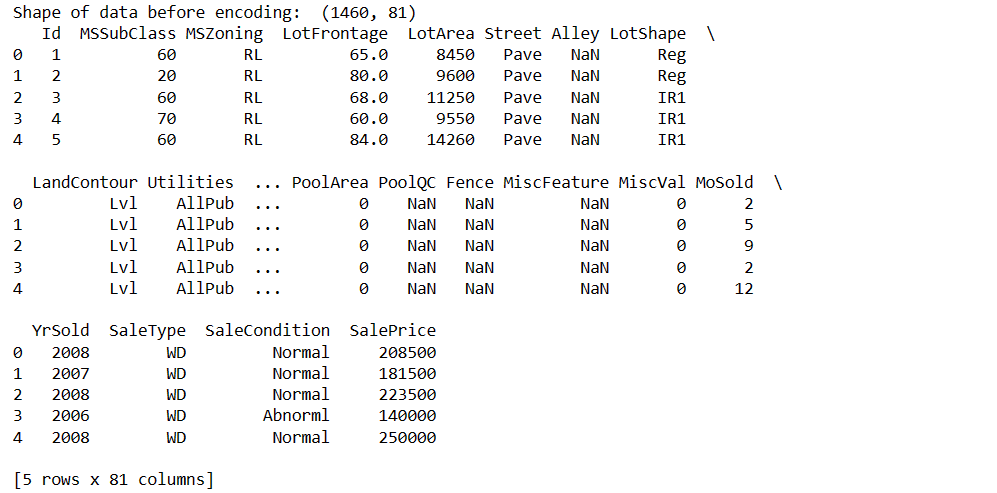 Shape of data before encoding:  (1460, 81)
   Id  MSSubClass MSZoning  LotFrontage  LotArea Street Alley LotShape  \
0   1          60       RL         65.0     8450   Pave   NaN      Reg
1   2          20       RL         80.0     9600   Pave   NaN      Reg
2   3          60       RL         68.0    11250   Pave   NaN      IR1
3   4          70       RL         60.0     9550   Pave   NaN      IR1
4   5          60       RL         84.0    14260   Pave   NaN      IR1
  LandContour Utilities  ... PoolArea PoolQC Fence MiscFeature MiscVal MoSold  \
0         Lvl    AllPub  ...        0    NaN   NaN         NaN       0      2
1         Lvl    AllPub  ...        0    NaN   NaN         NaN       0      5
2         Lvl    AllPub  ...        0    NaN   NaN         NaN       0      9
3         Lvl    AllPub  ...        0    NaN   NaN         NaN       0      2
4         Lvl    AllPub  ...        0    NaN   NaN         NaN       0     12
  YrSold  SaleType  SaleCondition  SalePrice
0   2008        WD         Normal     208500
1   2007        WD         Normal     181500
2   2008        WD         Normal     223500
3   2006        WD        Abnorml     140000
4   2008        WD         Normal     250000
[5 rows x 81 columns]